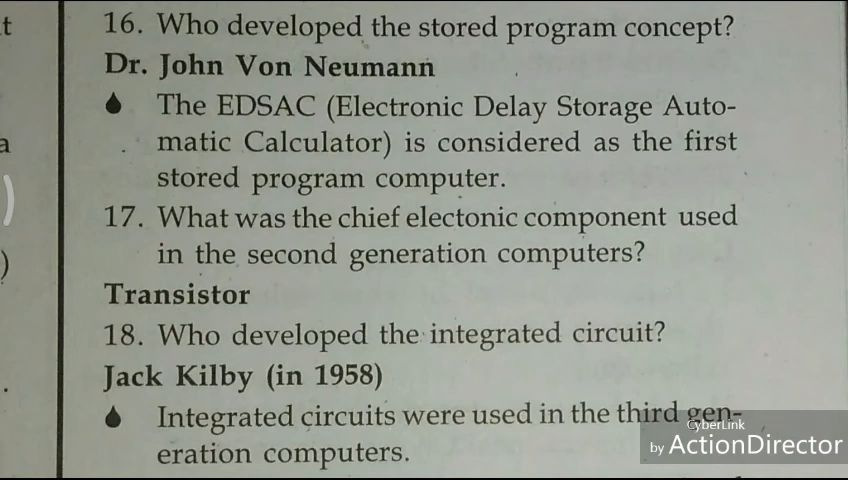 t
16. Who developed the stored program concept?
Dr. John Von Neumann
The EDSAC (Electronic Delay Storage Auto-
a
matic Calculator) is considered as the first
stored program computer.
)
17. What was the chief electonic component used
in the second generation computers?
)
Transistor
18. Who developed the integrated circuit?
Jack Kilby (in 1958)
.
Integrated circuits were used in the third gen-
eration computers.
CyberLink
by ActionDirector